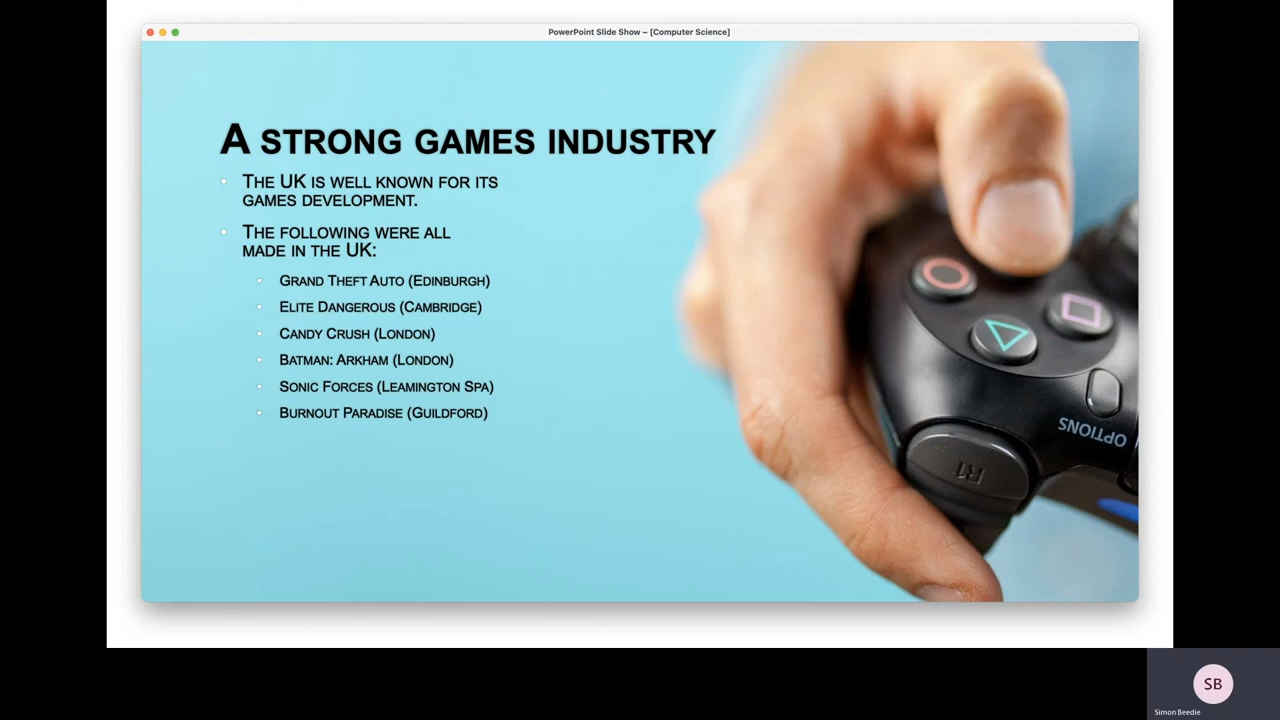 PowerPoint Slide Show – [Computer Science]
A STRONG GAMES INDUSTRY
THE UK IS WELL KNOWN FOR ITS
GAMES DEVELOPMENT.
THE FOLLOWING WERE ALL
MADE IN THE UK:
GRAND THEFT AUTO (EDINBURGH)
ELITE DANGEROUS (CAMBRIDGE)
CANDY CRUSH (LONDON)
BATMAN: ARKHAM (LONDON)
SONIC FORCES (LEAMINGTON SPA)
BURNOUT PARADISE (GUILDFORD)
OPTIONS
R1
SB
Simon Beedie